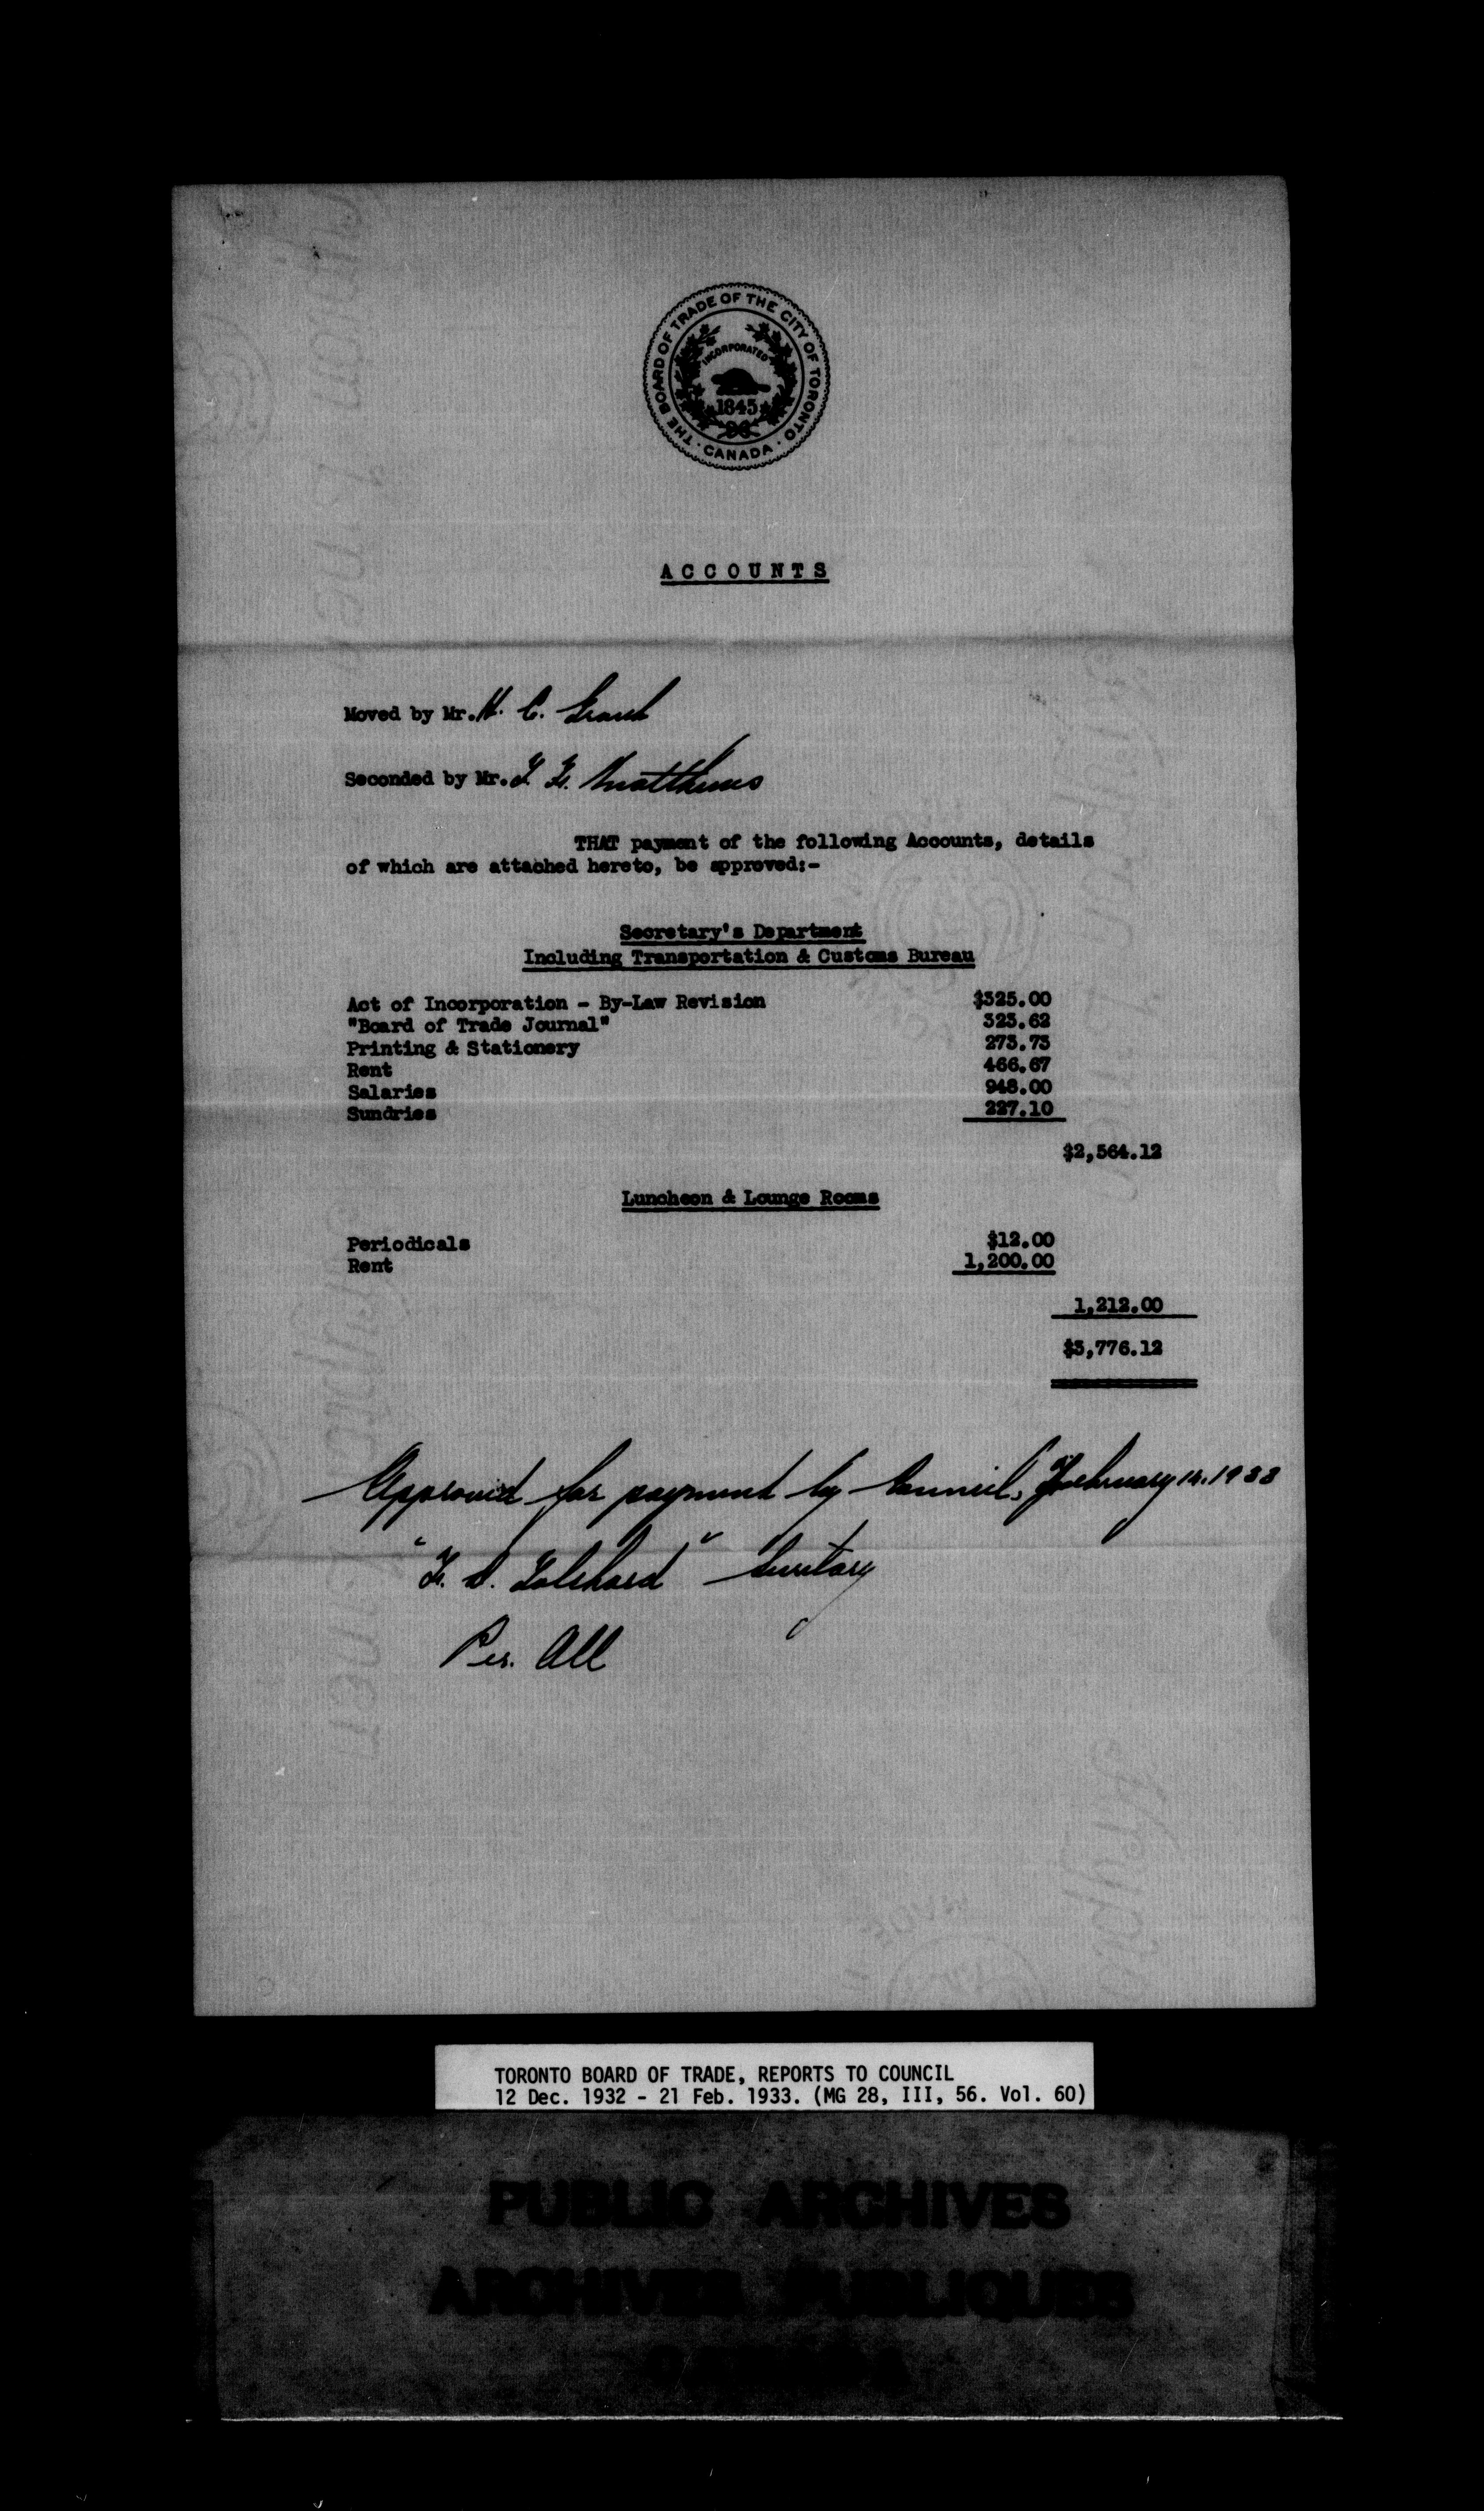 THE BOARD OF TRADE OF THE CITY OF TORONTO
INCORPORATED
1845
CANADA
ACCOUNTS
Moved by Mr. H. C. Grant
Seconded by Mr. Matthews
THAT payment of the following Accounts, details
of which are attached hereto, be approved:-
Secretary's Department
Including Transportation & Customs Bureau
Act of Incorporation - By-Law Revision $325.00
"Board of Trade Journal" 323.62
Printing & Stationery 273.73
Rent 466.67
Salaries 948.00
Sundries 227.10
$2,564.12
Luncheon & Lounge Rooms
Periodicals $12.00
Rent 1,200.00
1,212.00
$3,776.12
Approved for payment by Council, February 14. 1933
"F. D. Tolchard" Secretary
Per. All
TORONTO BOARD OF TRADE, REPORTS TO COUNCIL
12 Dec. 1932 - 21 Feb. 1933. (MG 28, III, 56. Vol. 60)
PUBLIC ARCHIVES
ARCHIVES PUBLIQUES
CANADA